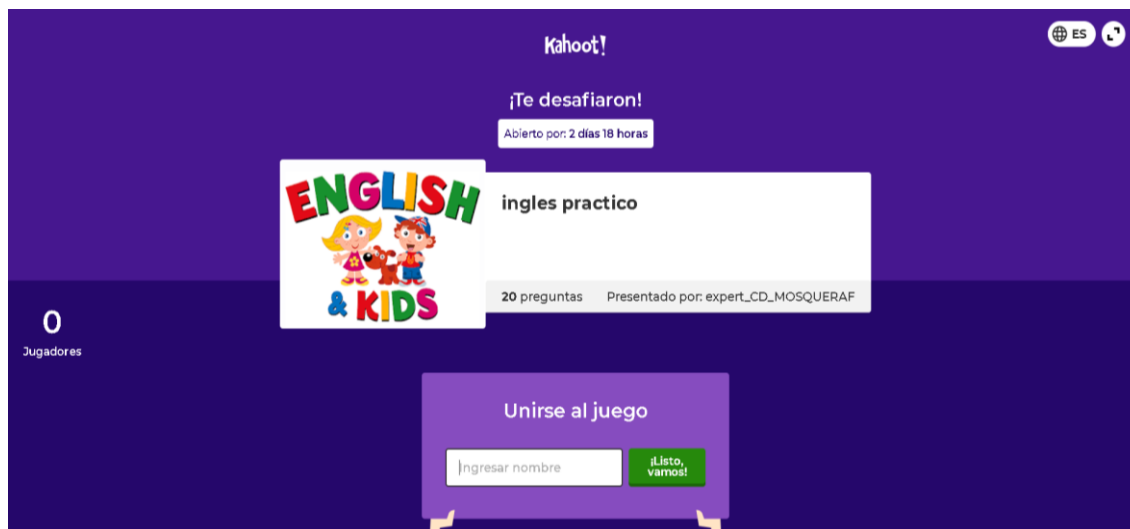 Kahoot!
ES
¡Te desafiaron!
Abierto por: 2 días 18 horas
ENGLISH
& KIDS
ingles practico
20 preguntas Presentado por: expert_CD_MOSQUERAF
0
Jugadores
Unirse al juego
Ingresar nombre
¡Listo,
vamos!